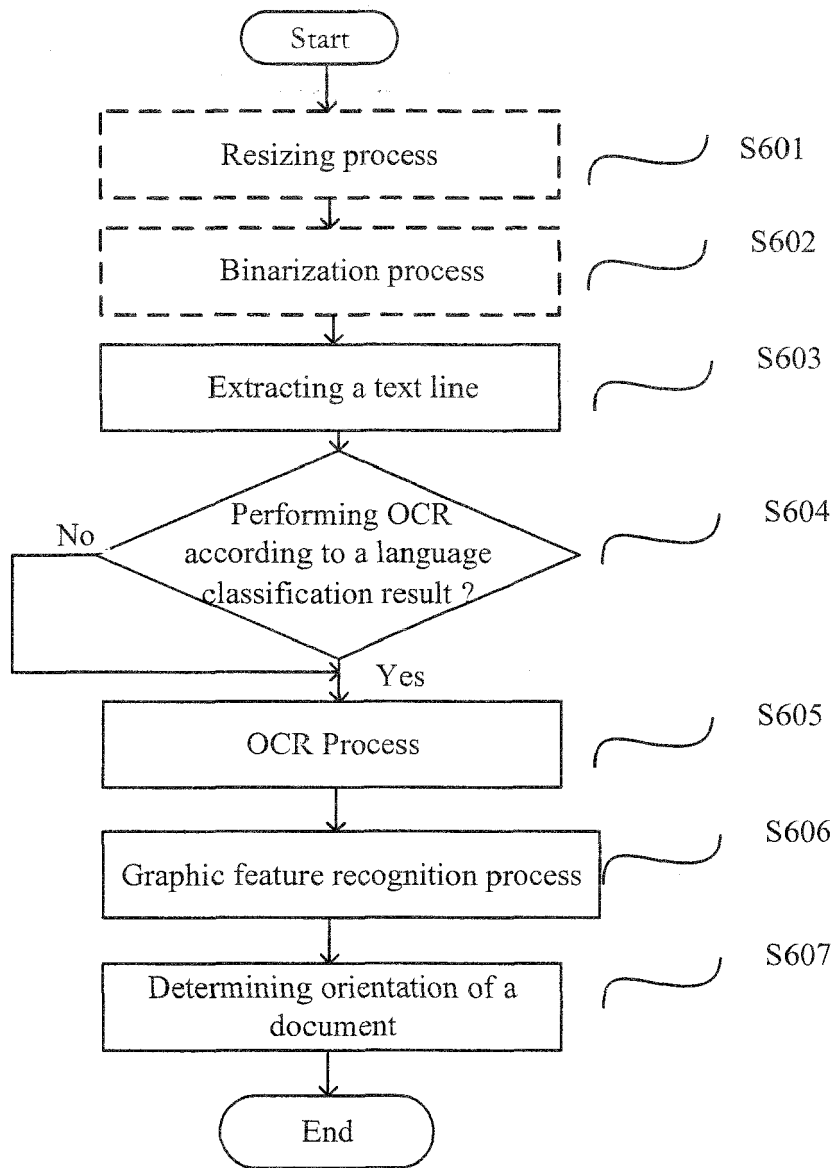 Start
Resizing process
S601
Binarization process
S602
Extracting a text line
S603
Performing OCR
according to a language
classification result ?
S604
No
Yes
OCR Process
S605
Graphic feature recognition process
S606
Determining orientation of a
document
S607
End